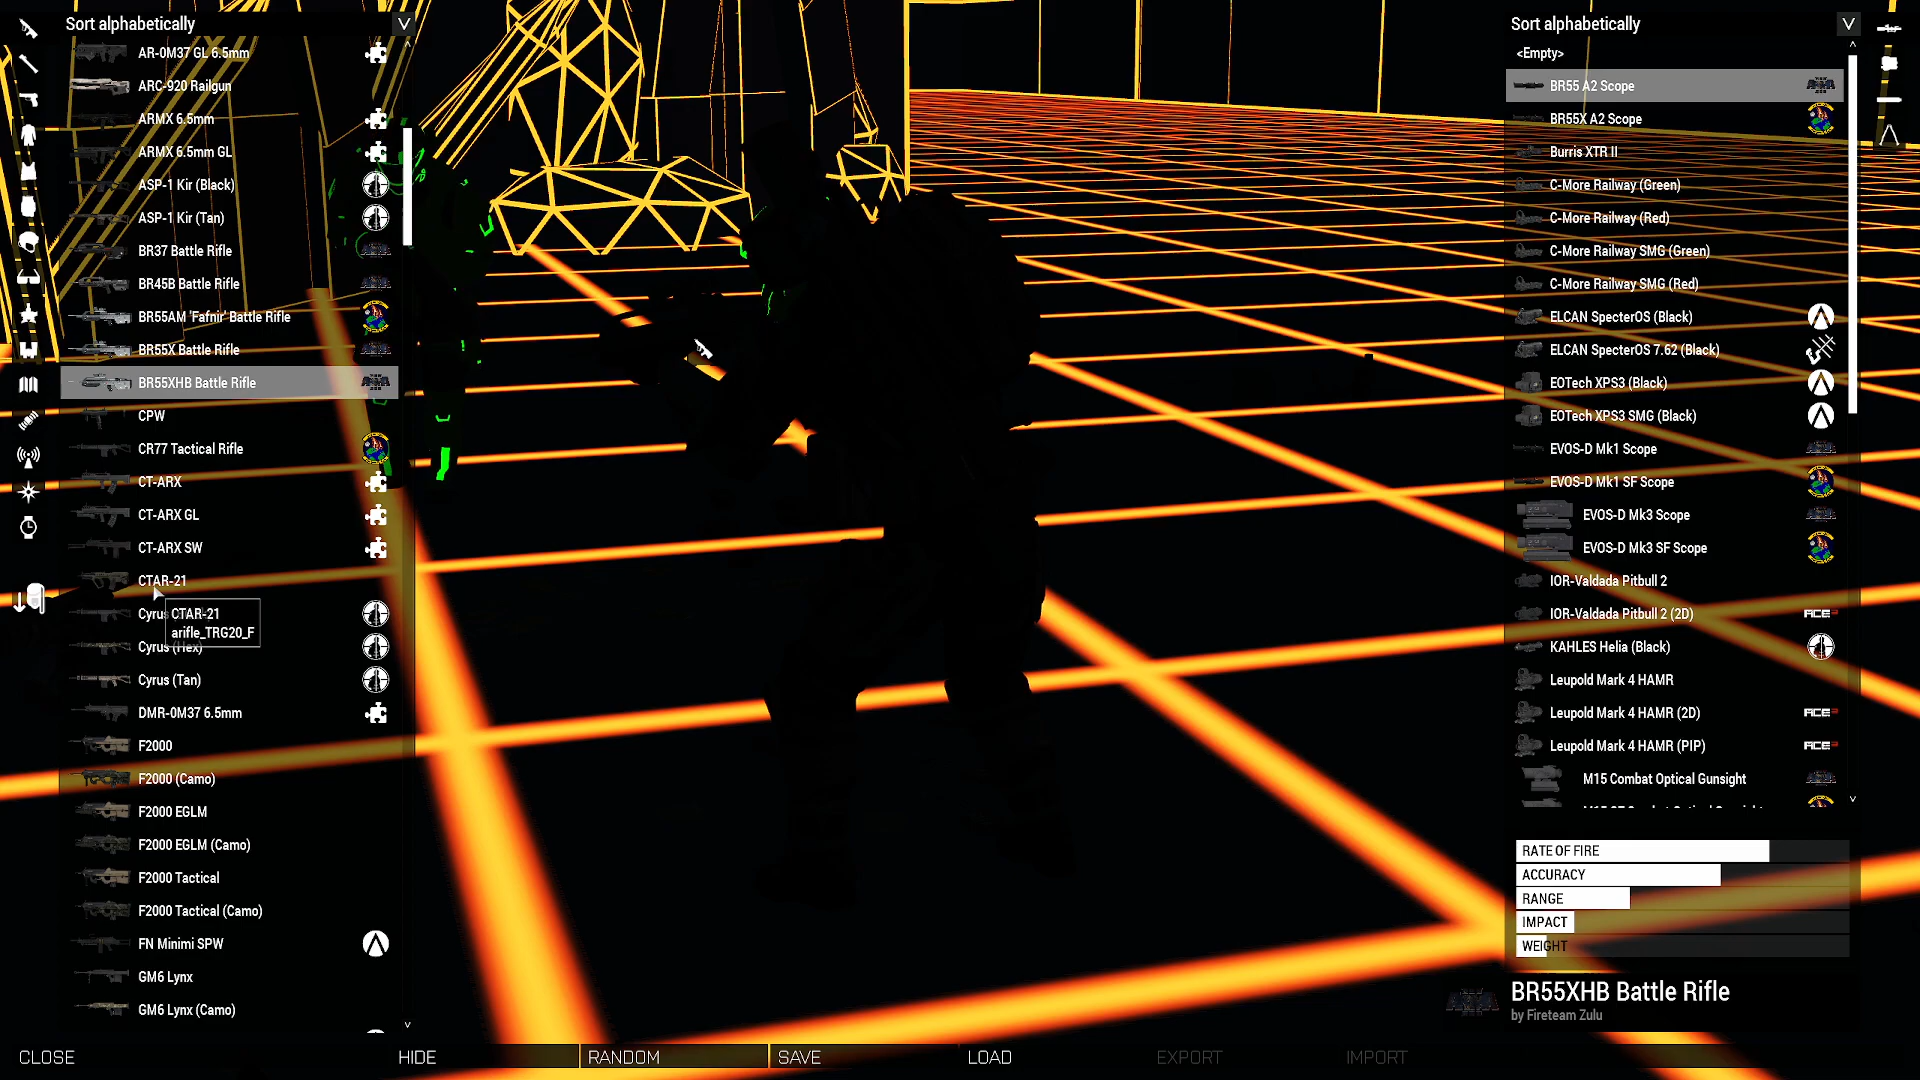 Sort alphabetically
V
AR-0M37 GL 6.5mm
ARC-920 Railgun
ARMX 6.5mm
ARMX 6.5mm GL
ASP-1 Kir (Black)
ASP-1 Kir (Tan)
BR37 Battle Rifle
BR45B Battle Rifle
BR55AM 'Fafnir' Battle Rifle
BR55X Battle Rifle
BR55XHB Battle Rifle
CPW
CR77 Tactical Rifle
CT-ARX
CT-ARX GL
CT-ARX SW
CTAR-21
Cyrus
CTAR-21
arifle_TRG20_F
Cyrus (Hex)
Cyrus (Tan)
DMR-0M37 6.5mm
F2000
F2000 (Camo)
F2000 EGLM
F2000 EGLM (Camo)
F2000 Tactical
F2000 Tactical (Camo)
FN Minimi SPW
GM6 Lynx
GM6 Lynx (Camo)
Sort alphabetically
V
<Empty>
BR55 A2 Scope
BR55X A2 Scope
Burris XTR II
C-More Railway (Green)
C-More Railway (Red)
C-More Railway SMG (Green)
C-More Railway SMG (Red)
ELCAN SpecterOS (Black)
ELCAN SpecterOS 7.62 (Black)
EOTech XPS3 (Black)
EOTech XPS3 SMG (Black)
EVOS-D Mk1 Scope
EVOS-D Mk1 SF Scope
EVOS-D Mk3 Scope
EVOS-D Mk3 SF Scope
IOR-Valdada Pitbull 2
IOR-Valdada Pitbull 2 (2D)
ACE
KAHLES Helia (Black)
Leupold Mark 4 HAMR
Leupold Mark 4 HAMR (2D)
ACE
Leupold Mark 4 HAMR (PIP)
ACE
M15 Combat Optical Gunsight
RATE OF FIRE
ACCURACY
RANGE
IMPACT
WEIGHT
BR55XHB Battle Rifle
by Fireteam Zulu
CLOSE
HIDE
RANDOM
SAVE
LOAD
EXPORT
IMPORT